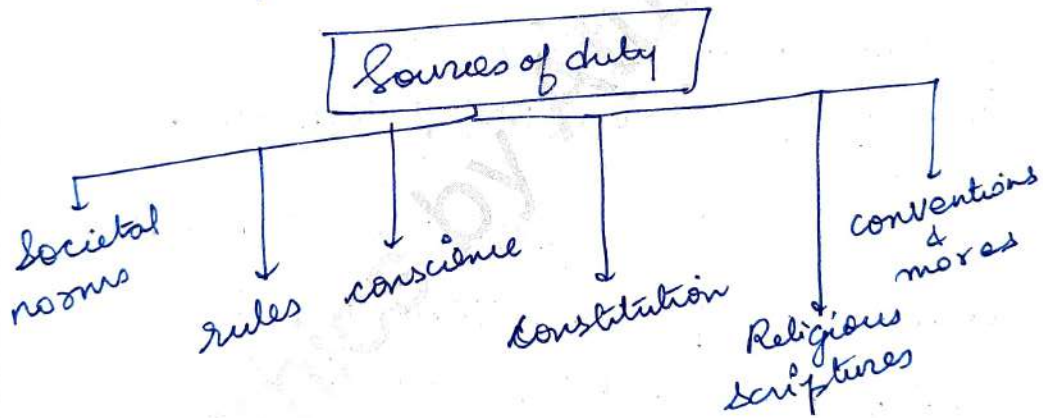 Sources of duty
Societal
norms
rules
conscience
Constitution
Religious
scriptures
conventions
&
mores